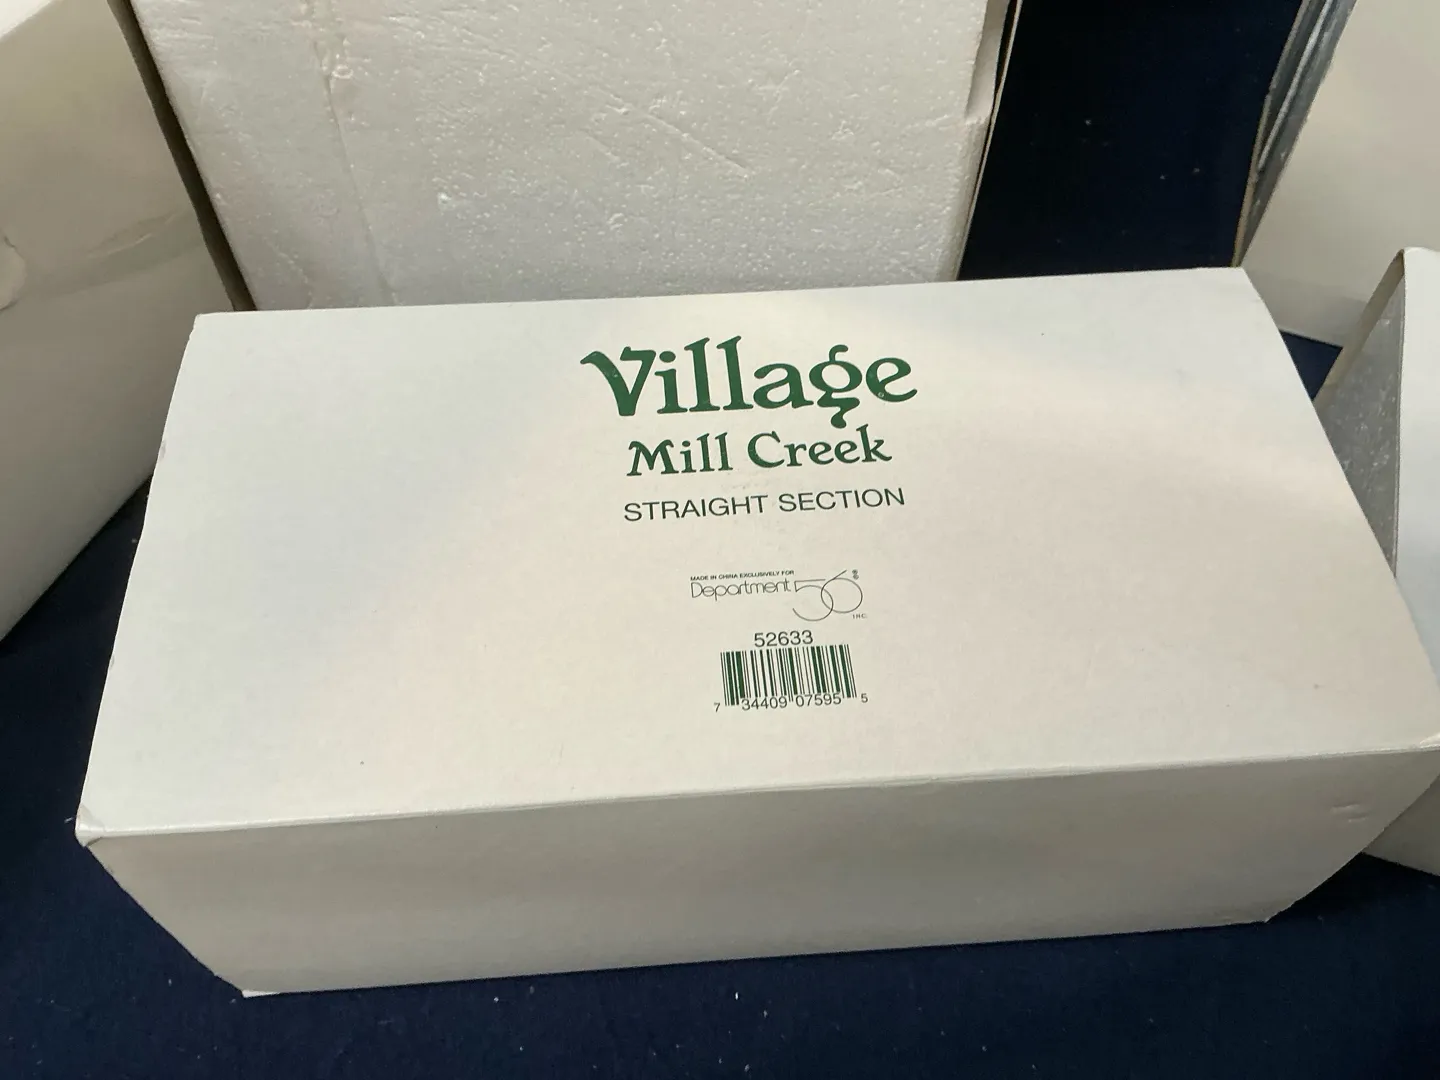 Village
Mill Creek
STRAIGHT SECTION
MADE IN CHINA EXCLUSIVELY FOR
Department 56®
INC.
52633
7 34409 07595 5